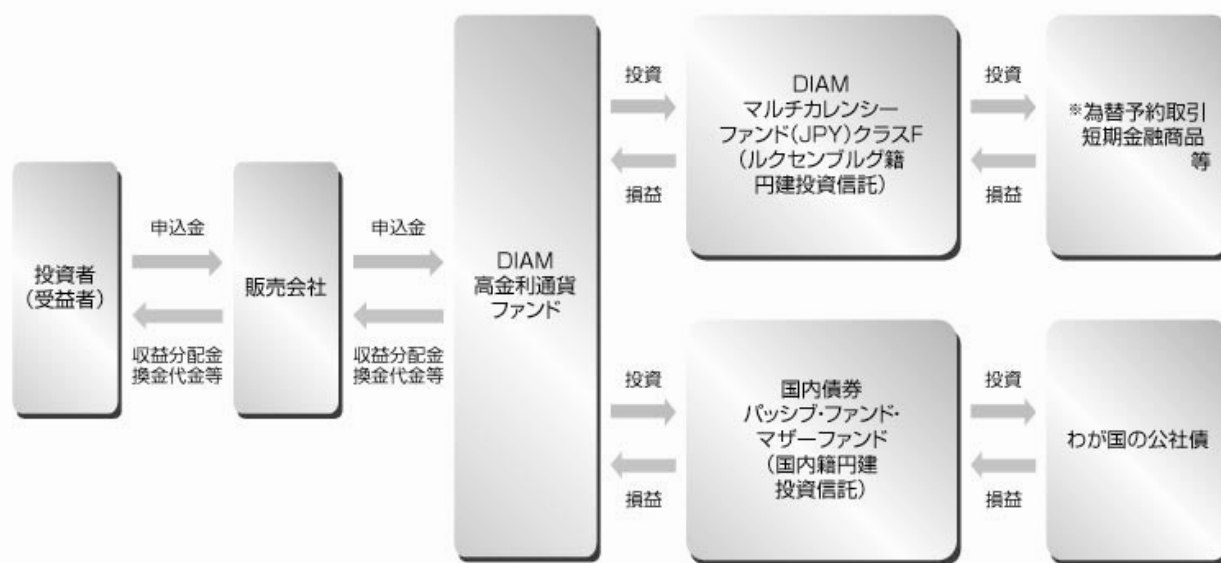 投資者
（受益者）
申込金
収益分配金
換金代金等
販売会社
申込金
収益分配金
換金代金等
DIAM
高金利通貨
ファンド
投資
損益
DIAM
マルチカレンシー
ファンド(JPY)クラスF
(ルクセンブルグ籍
円建投資信託)
投資
損益
※為替予約取引
短期金融商品
等
投資
損益
国内債券
パッシブ・ファンド・
マザーファンド
(国内籍円建
投資信託)
投資
損益
わが国の公社債